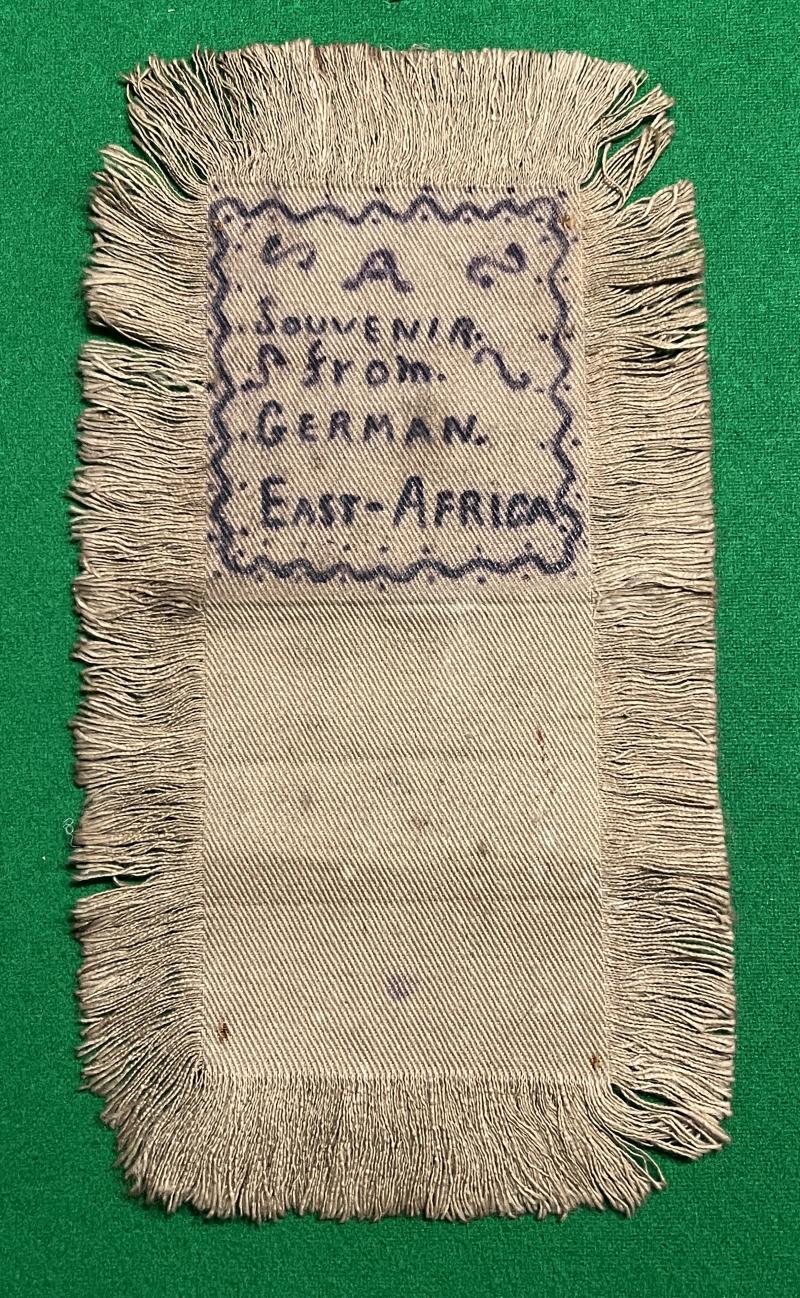 A
SOUVENIR.
from.
GERMAN.
EAST-AFRICA